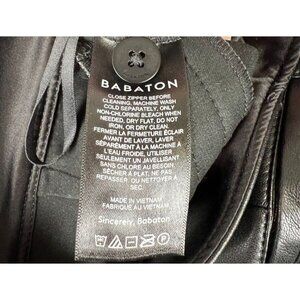 BABATON
CLOSE ZIPPER BEFORE
CLEANING, MACHINE WASH
COLD SEPARATELY, ONLY
NON-CHLORINE BLEACH WHEN
NEEDED, DRY FLAT. DO NOT
IRON, OR DRY CLEAN
FERMER LA FERMETURE ÉCLAIR
AVANT DE LAVER, LAVER
SÉPARÉMENT À LA MACHINE À
L'EAU FROIDE, UTILISER
SEULEMENT UN JAVELLISANT
SANS CHLORE AU BESOIN,
SÉCHER À PLAT, NE PAS
REPASSER, OU NETTOYER À
SEC.
MADE IN VIETNAM
FABRIQUÉ AU VIETNAM
Sincerely, Babaton